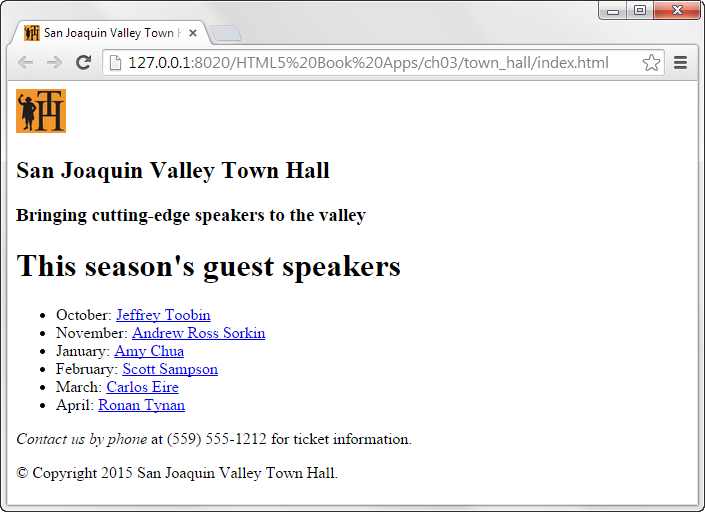 San Joaquin Valley Town H
127.0.0.1:8020/HTML5%20Book%20Apps/ch03/town_hall/index.html
TH
San Joaquin Valley Town Hall
Bringing cutting-edge speakers to the valley
This season's guest speakers
• October: Jeffrey Toobin
• November: Andrew Ross Sorkin
• January: Amy Chua
• February: Scott Sampson
• March: Carlos Eire
• April: Ronan Tynan
Contact us by phone at (559) 555-1212 for ticket information.
© Copyright 2015 San Joaquin Valley Town Hall.